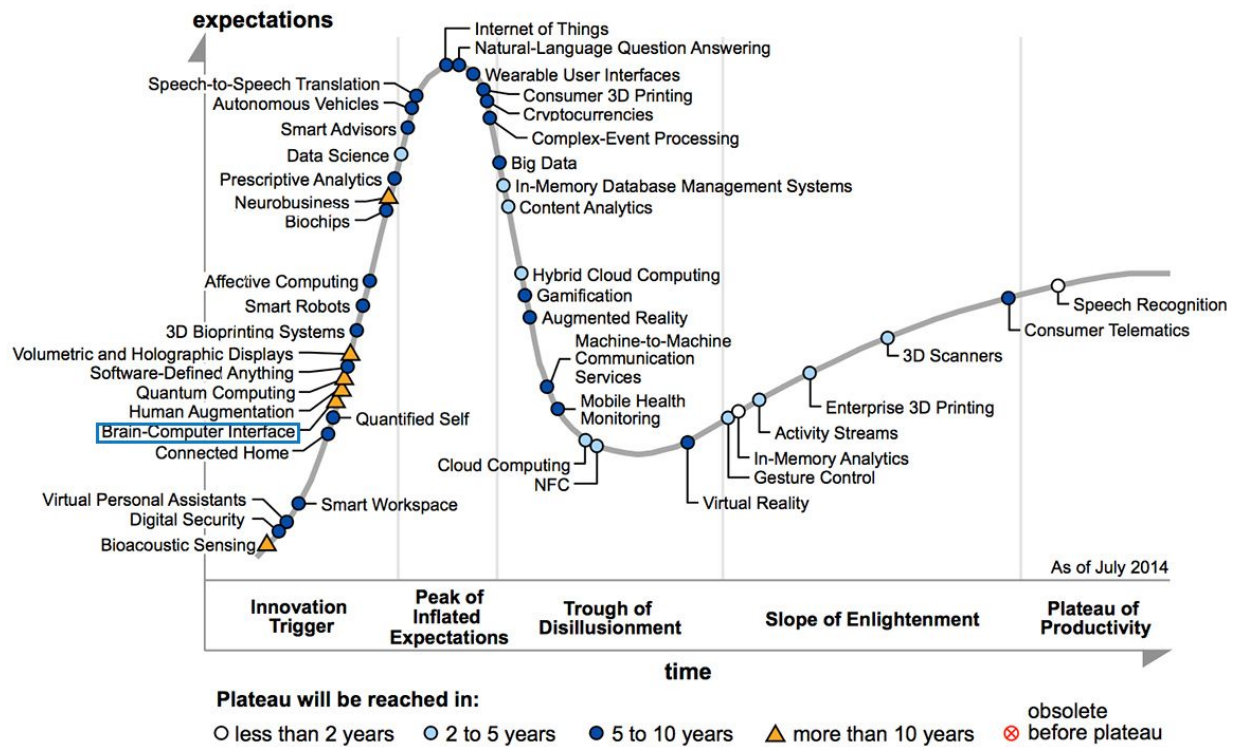 expectations
Internet of Things
Natural-Language Question Answering
Wearable User Interfaces
Consumer 3D Printing
Cryptocurrencies
Complex-Event Processing
Speech-to-Speech Translation
Autonomous Vehicles
Smart Advisors
Data Science
Prescriptive Analytics
Neurobusiness
Biochips
Big Data
In-Memory Database Management Systems
Content Analytics
Affective Computing
Smart Robots
3D Bioprinting Systems
Volumetric and Holographic Displays
Software-Defined Anything
Quantum Computing
Human Augmentation
Brain-Computer Interface
Connected Home
Quantified Self
Hybrid Cloud Computing
Gamification
Augmented Reality
Machine-to-Machine
Communication
Services
Mobile Health
Monitoring
Virtual Personal Assistants
Digital Security
Bioacoustic Sensing
Smart Workspace
Cloud Computing
NFC
Virtual Reality
Gesture Control
In-Memory Analytics
Activity Streams
Enterprise 3D Printing
3D Scanners
Consumer Telematics
Speech Recognition
As of July 2014
Innovation
Trigger
Peak of
Inflated
Expectations
Trough of
Disillusionment
Slope of Enlightenment
Plateau of
Productivity
time
Plateau will be reached in:
less than 2 years
2 to 5 years
5 to 10 years
more than 10 years
obsolete
before plateau